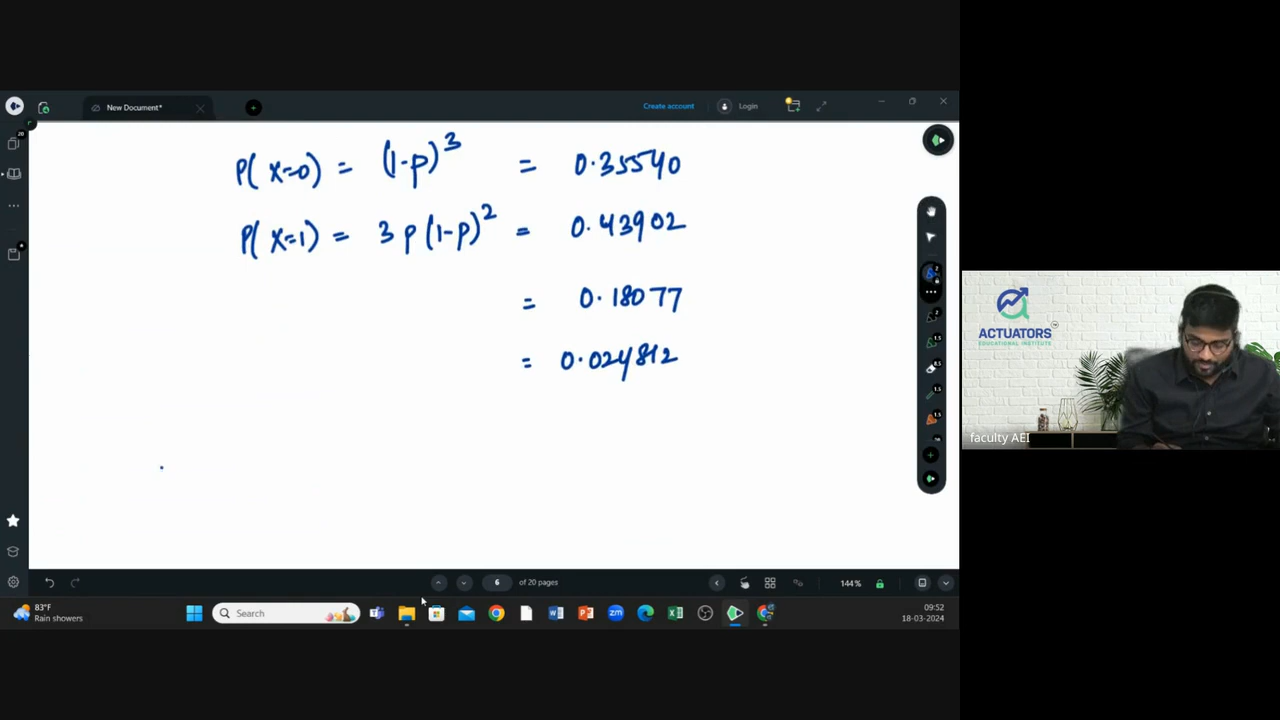 New Document*
Create account
Login
20
P( X=0) = (1-p)^3 = 0.35540
P( X=1) = 3 p (1-p)^2 = 0.43902
= 0.18077
= 0.024812
ACTUATORS
EDUCATIONAL INSTITUTE
faculty AEI
6 of 20 pages
144%
83°F
Rain showers
Search
09:52
18-03-2024